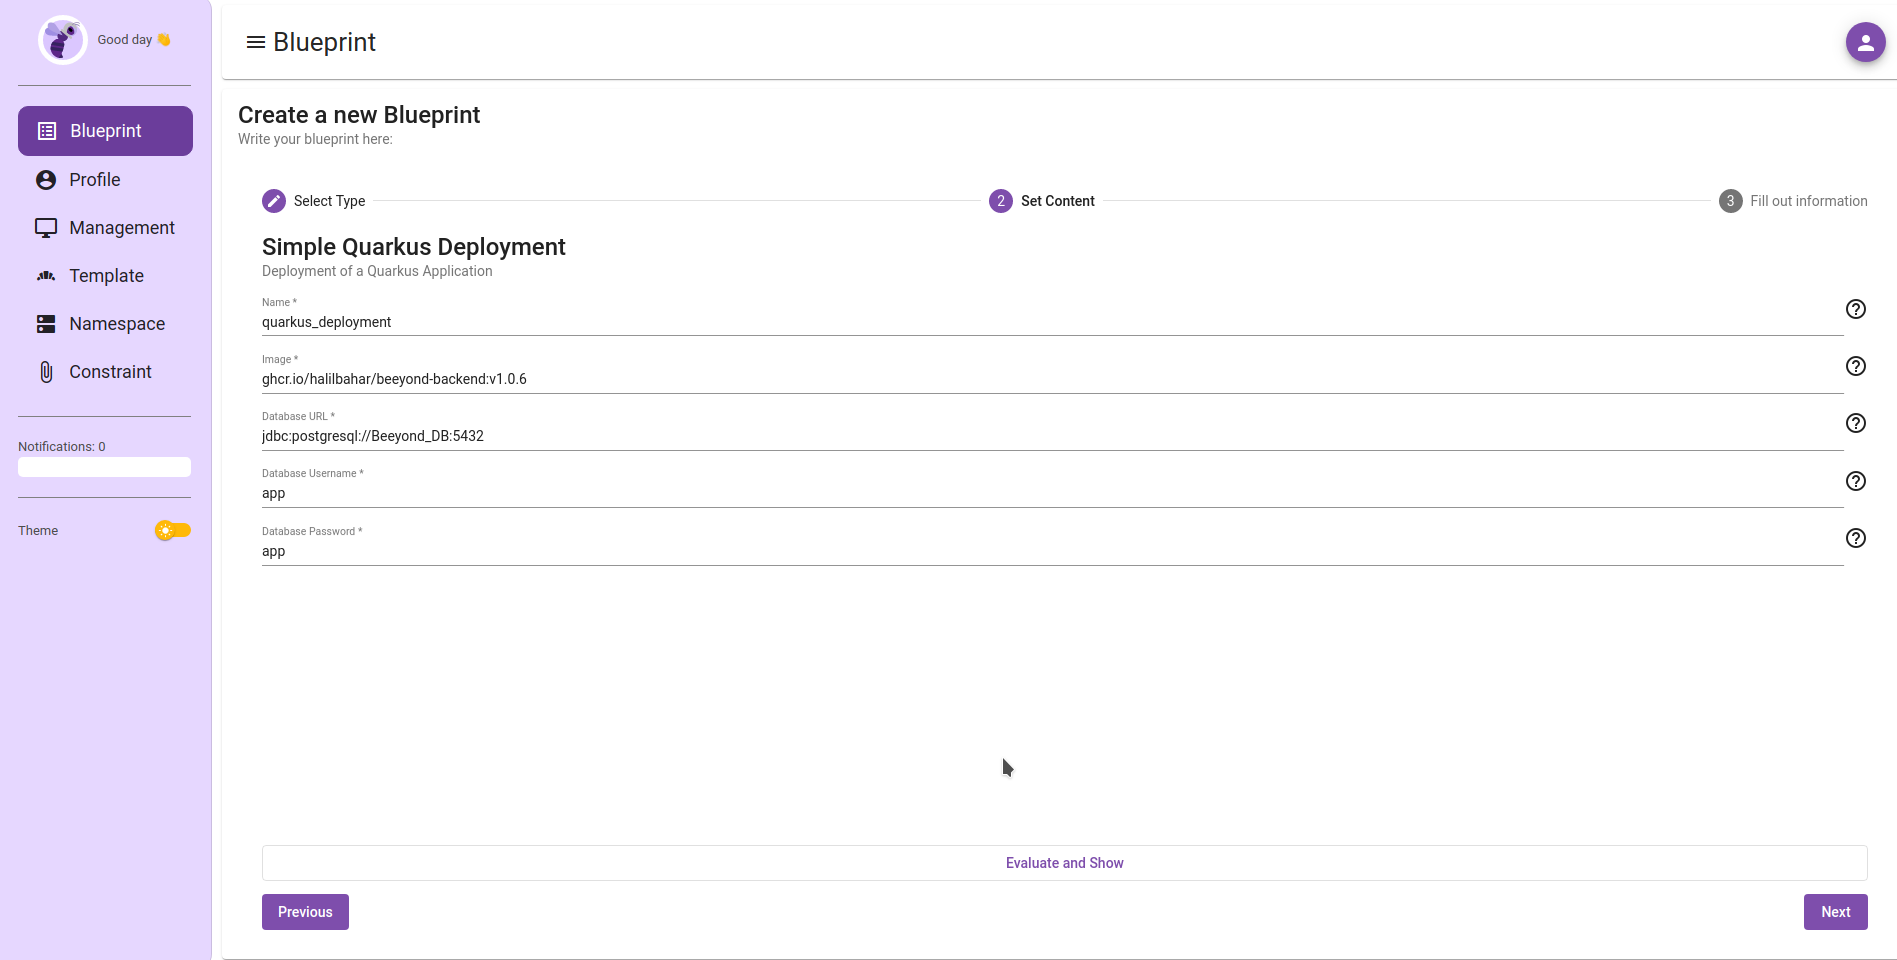 Good day 👋
Blueprint
Profile
Management
Template
Namespace
Constraint
Notifications: 0
Theme
Blueprint
Create a new Blueprint
Write your blueprint here:
Select Type
2 Set Content
3 Fill out information
Simple Quarkus Deployment
Deployment of a Quarkus Application
Name *
quarkus_deployment
Image *
ghcr.io/halilbahar/beeyond-backend:v1.0.6
Database URL *
jdbc:postgresql://Beeyond_DB:5432
Database Username *
app
Database Password *
app
Evaluate and Show
Previous
Next